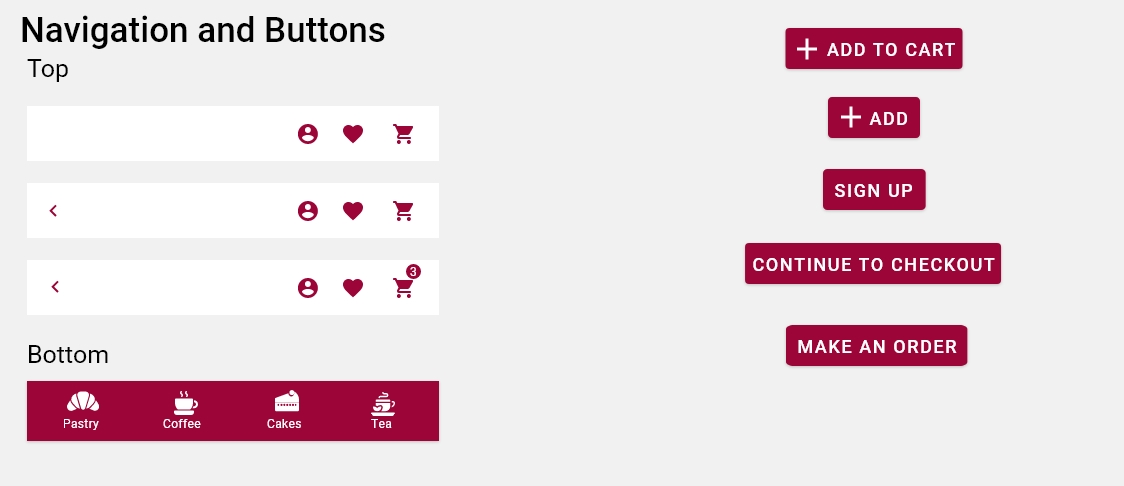 Navigation and Buttons
Top
3
Bottom
Pastry Coffee Cakes Tea
ADD TO CART
ADD
SIGN UP
CONTINUE TO CHECKOUT
MAKE AN ORDER